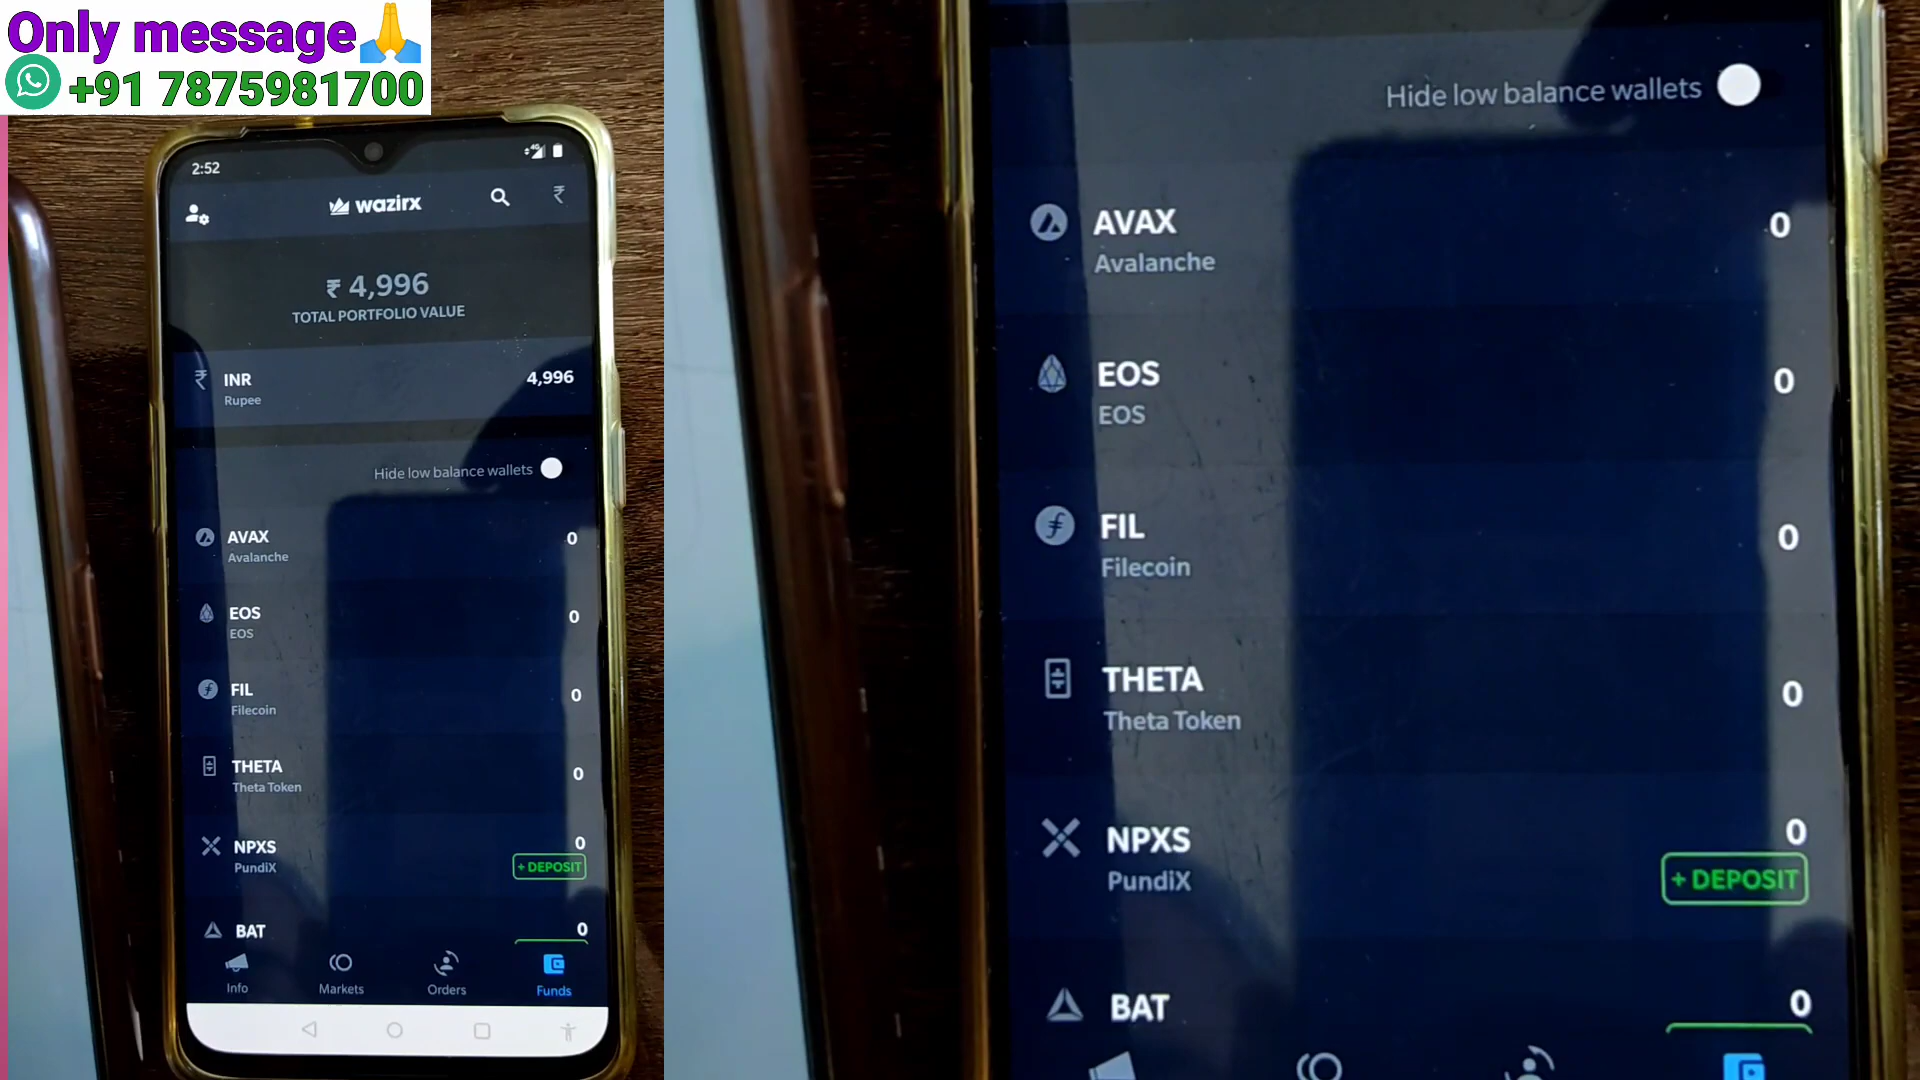 Only message🙏
+91 7875981700
2:52
wazirx
₹
₹ 4,996
TOTAL PORTFOLIO VALUE
₹ INR 4,996
Rupee
Hide low balance wallets
AVAX 0
Avalanche
EOS 0
EOS
FIL 0
Filecoin
THETA 0
Theta Token
NPXS 0
PundiX + DEPOSIT
BAT 0
Info Markets Orders Funds
Hide low balance wallets
AVAX 0
Avalanche
EOS 0
EOS
FIL 0
Filecoin
THETA 0
Theta Token
NPXS 0
PundiX + DEPOSIT
BAT 0